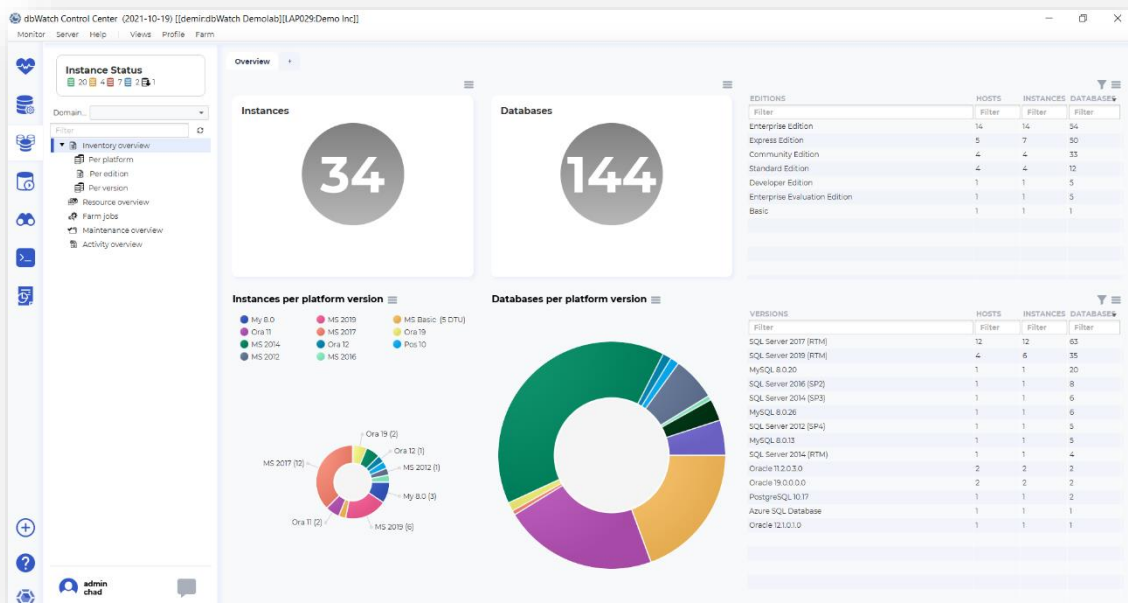 dbWatch Control Center (2021-10-19) [[demir:dbWatch Demolab][LAP029:Demo Inc]]
Monitor Server Help Views Profile Farm
Instance Status
20 4 7 2 1
Domain...
Filter
Inventory overview
Per platform
Per edition
Per version
Resource overview
Farm jobs
Maintenance overview
Activity overview
admin
chad
Overview +
Instances
34
Databases
144
EDITIONS HOSTS INSTANCES DATABASES
Filter Filter Filter Filter
Enterprise Edition 14 14 54
Express Edition 5 7 50
Community Edition 4 4 33
Standard Edition 4 4 12
Developer Edition 1 1 5
Enterprise Evaluation Edition 1 1 5
Basic 1 1 1
Instances per platform version
My 8.0 MS 2019 MS Basic (5 DTU)
Ora 11 MS 2017 Ora 19
MS 2014 Ora 12 Pos 10
MS 2012 MS 2016
Ora 19 (2)
Ora 12 (1)
MS 2017 (12)
MS 2012 (1)
My 8.0 (3)
Ora 11 (2)
MS 2019 (6)
Databases per platform version
VERSIONS HOSTS INSTANCES DATABASES
Filter Filter Filter Filter
SQL Server 2017 (RTM) 12 12 63
SQL Server 2019 (RTM) 4 6 35
MySQL 8.0.20 1 1 20
SQL Server 2016 (SP2) 1 1 8
SQL Server 2014 (SP3) 1 1 6
MySQL 8.0.26 1 1 6
SQL Server 2012 (SP4) 1 1 5
MySQL 8.0.13 1 1 5
SQL Server 2014 (RTM) 1 1 4
Oracle 11.2.0.3.0 2 2 2
Oracle 19.0.0.0.0 2 2 2
PostgreSQL 10.17 1 1 2
Azure SQL Database 1 1 1
Oracle 12.1.0.1.0 1 1 1